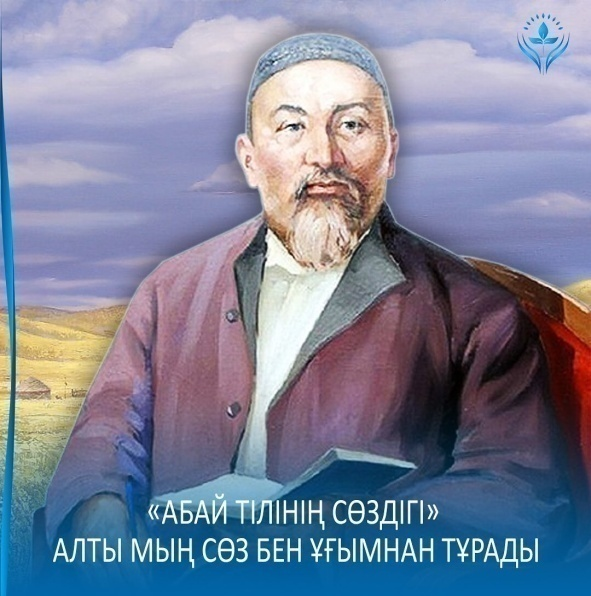 «АБАЙ ТІЛІНІҢ СӨЗДІГІ»
АЛТЫ МЫҢ СӨЗ БЕН ҰҒЫМНАН ТҰРАДЫ